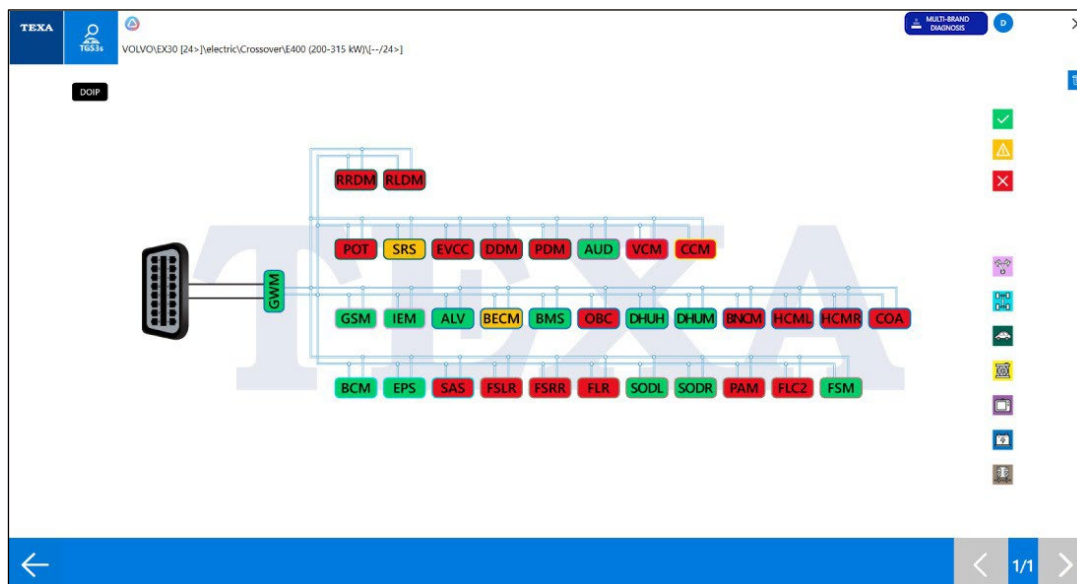 TEXA
TGS3s
MULTI-BRAND
DIAGNOSIS
D
VOLVO\EX30 [24>]\electric\Crossover\E400 (200-315 kW)\[--/24>]
DOIP
RRDM RLDM
POT SRS EVCC DDM PDM AUD VCM CCM
GWM
GSM IEM ALV BECM BMS OBC DHUH DHUM BNCM HCML HCMR COA
BCM EPS SAS FSLR FSRR FLR SODL SODR PAM FLC2 FSM
TEXA
1/1